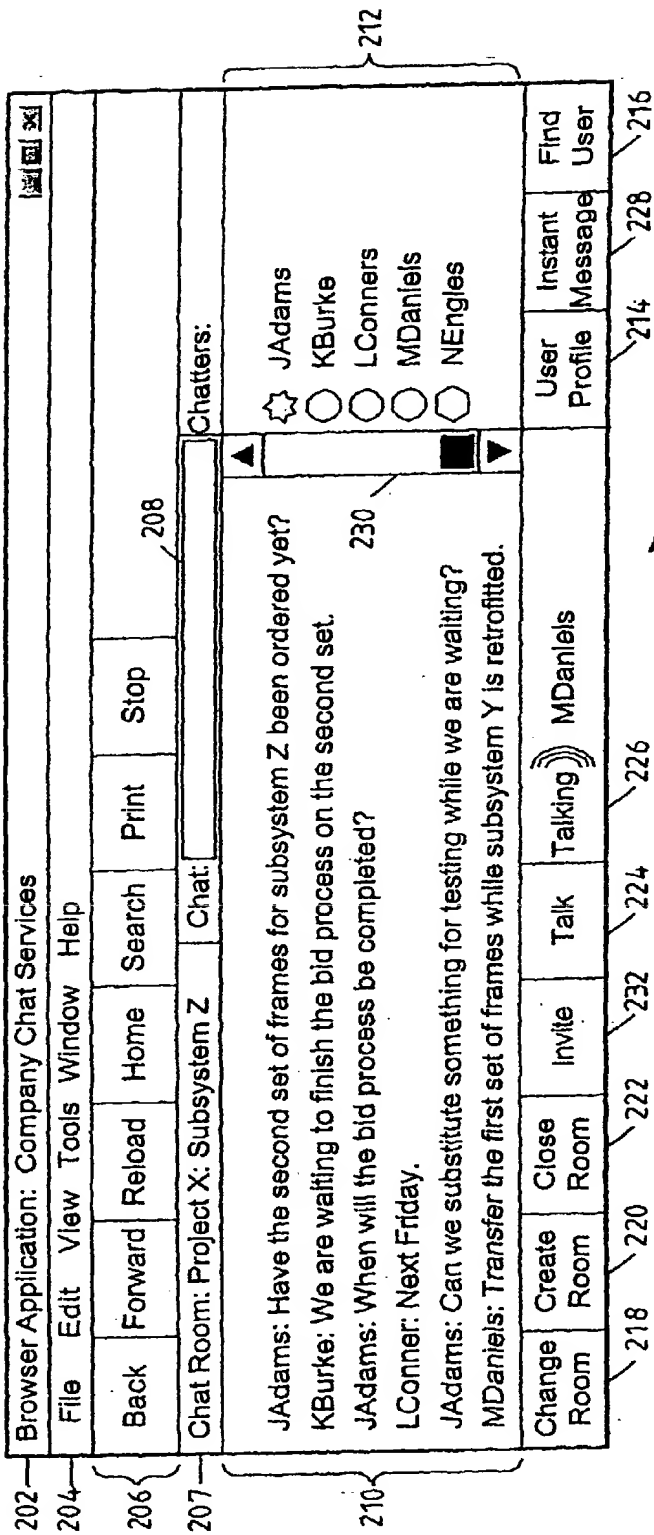 202 Browser Application: Company Chat Services
204 File Edit View Tools Window Help
206 Back Forward Reload Home Search Print Stop
208
207 Chat Room: Project X: Subsystem Z Chat: Chatters:
JAdams: Have the second set of frames for subsystem Z been ordered yet?
KBurke: We are waiting to finish the bid process on the second set.
JAdams: When will the bid process be completed?
LConner: Next Friday.
JAdams: Can we substitute something for testing while we are waiting?
MDaniels: Transfer the first set of frames while subsystem Y is retrofitted.
210
230
JAdams
KBurke
LConners
MDaniels
NEngles
212
Change Room Create Room Close Room Invite Talk Talking MDaniels User Profile Instant Message Find User
218 220 222 232 224 226 214 228 216